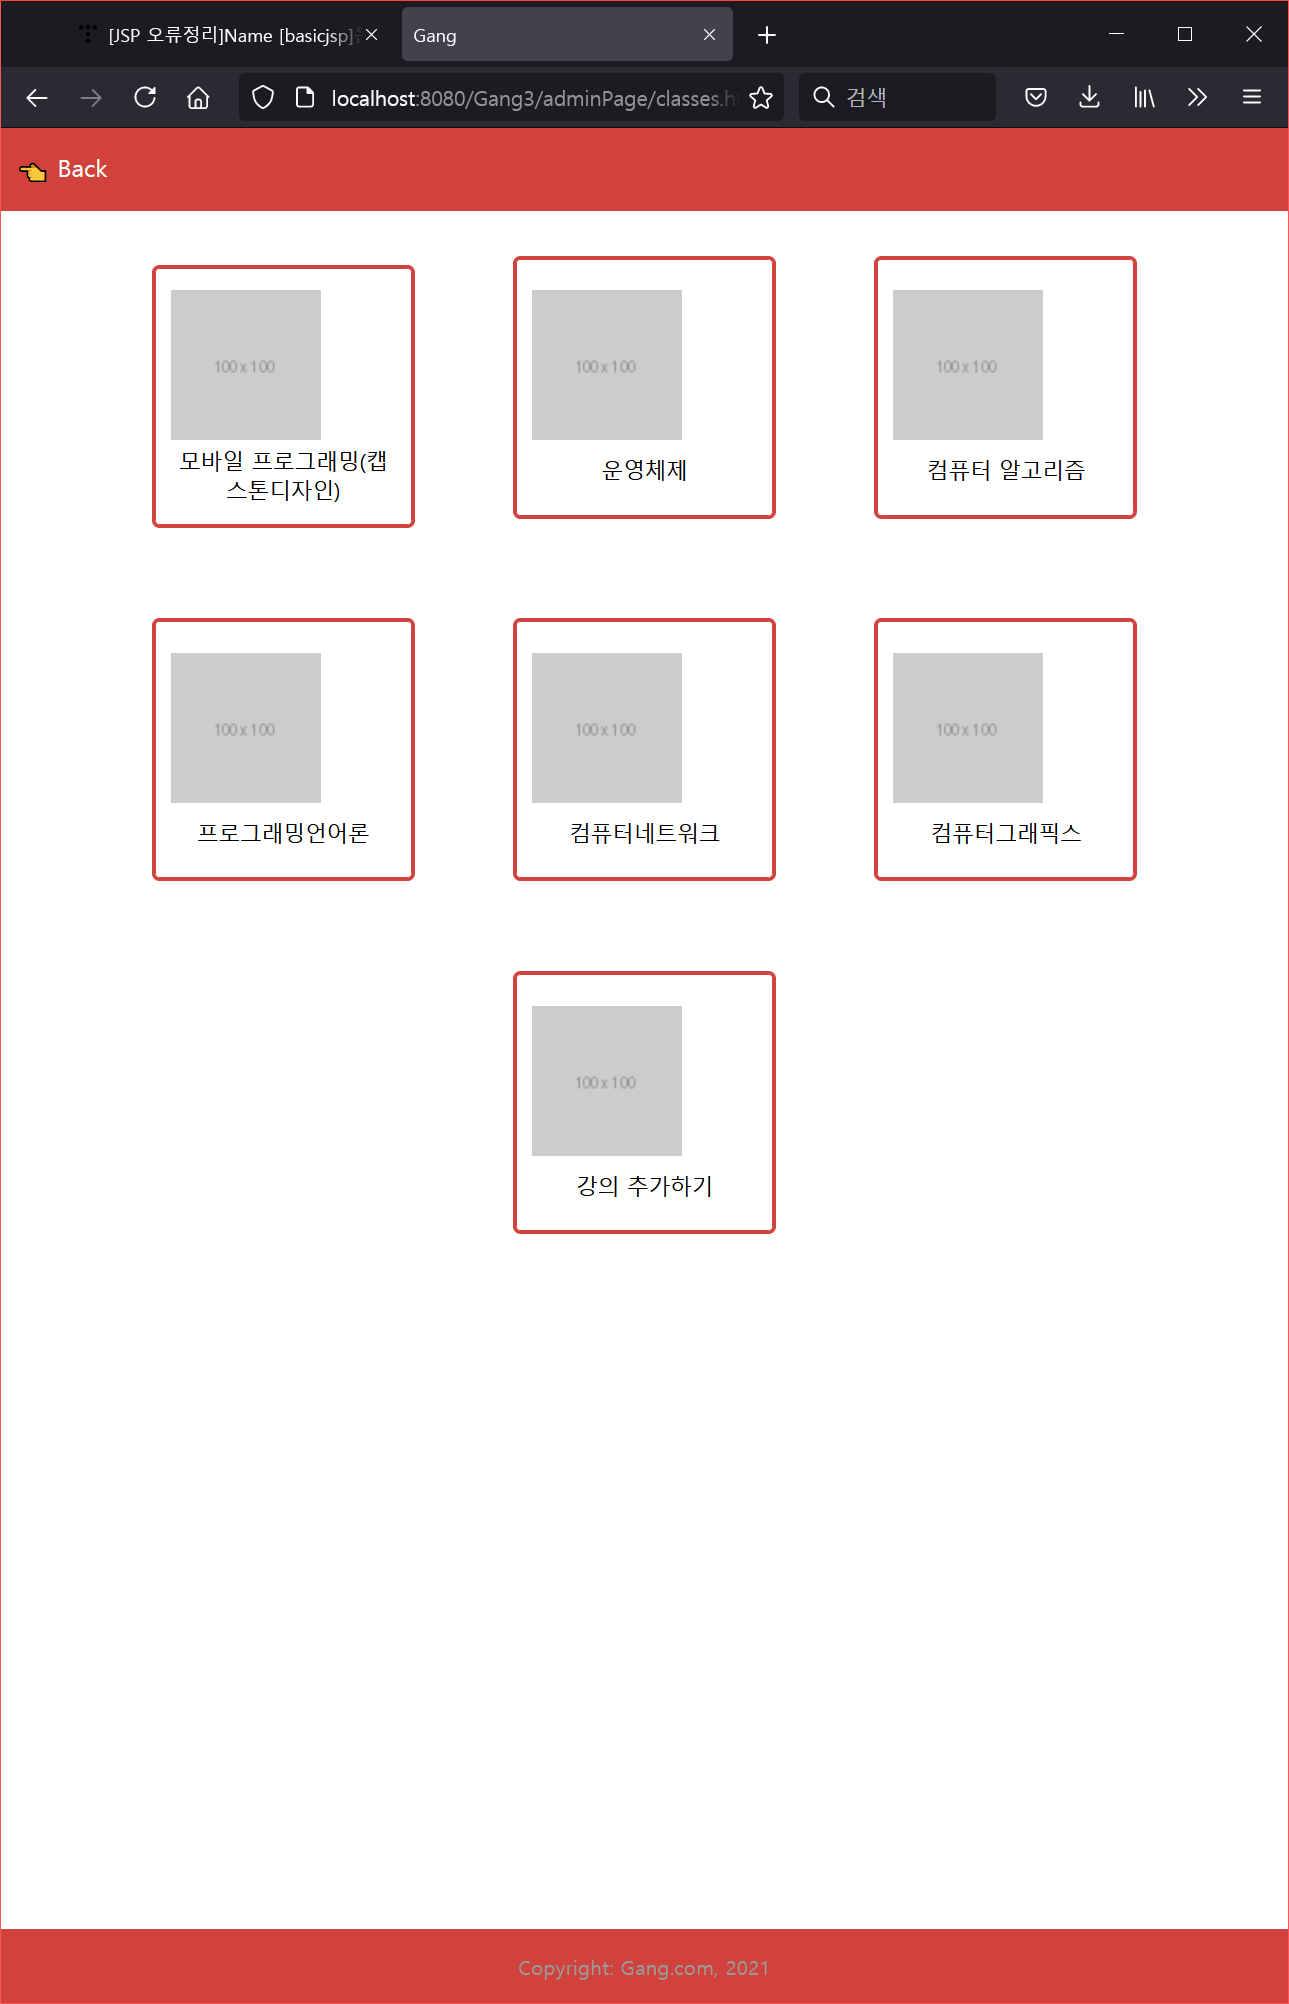 [JSP 오류정리]Name [basicjsp]
Gang
localhost:8080/Gang3/adminPage/classes.h
검색
Back
100 x 100
100 x 100
100 x 100
모바일 프로그래밍(캡
스톤디자인)
운영체제
컴퓨터 알고리즘
100 x 100
100 x 100
100 x 100
프로그래밍언어론
컴퓨터네트워크
컴퓨터그래픽스
100 x 100
강의 추가하기
Copyright: Gang.com, 2021